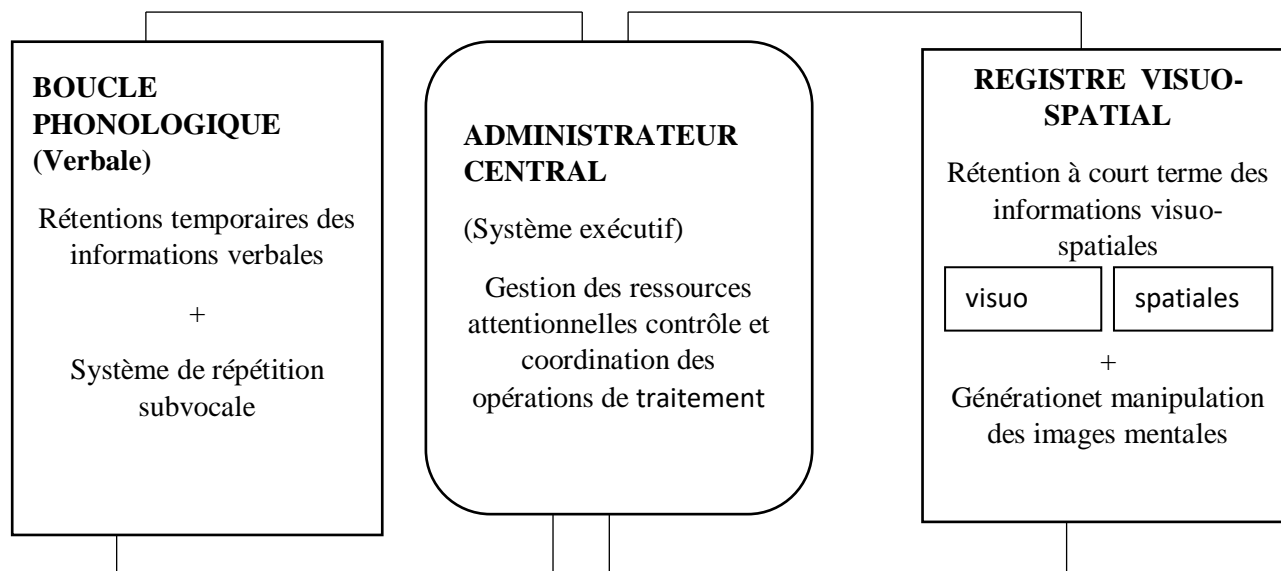 BOUCLE
PHONOLOGIQUE
(Verbale)
Rétentions temporaires des
informations verbales
+
Système de répétition
subvocale
ADMINISTRATEUR
CENTRAL
(Système exécutif)
Gestion des ressources
attentionnelles contrôle et
coordination des
opérations de traitement
REGISTRE VISUO-
SPATIAL
Rétention à court terme des
informations visuo-
spatiales
visuo
spatiales
+
Générationet manipulation
des images mentales